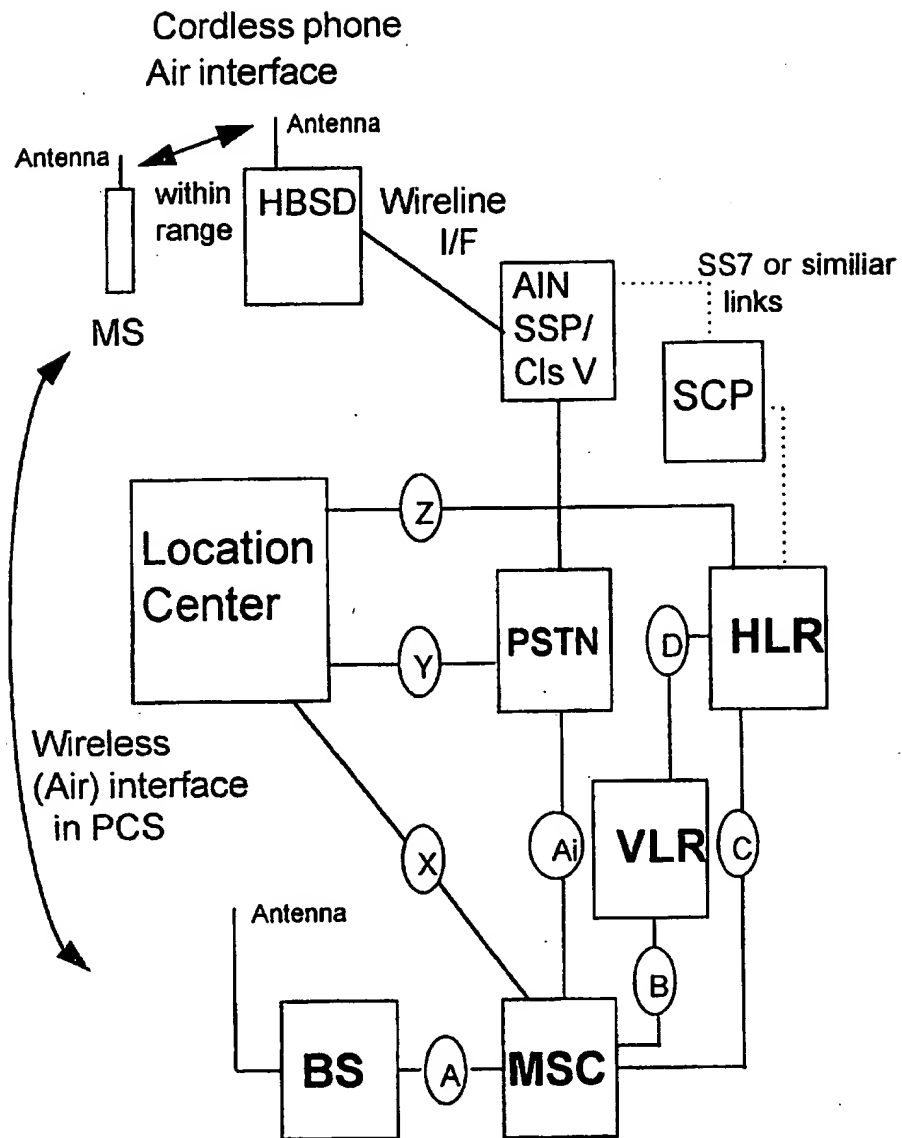 Cordless phone
Air interface
Antenna
Antenna
within
range
HBSD
Wireline
I/F
MS
AIN
SSP/
Cls V
SS7 or similiar
links
SCP
Location
Center
Z
Y
PSTN
D
HLR
Wireless
(Air) interface
in PCS
X
Ai
VLR
C
Antenna
B
BS
A
MSC